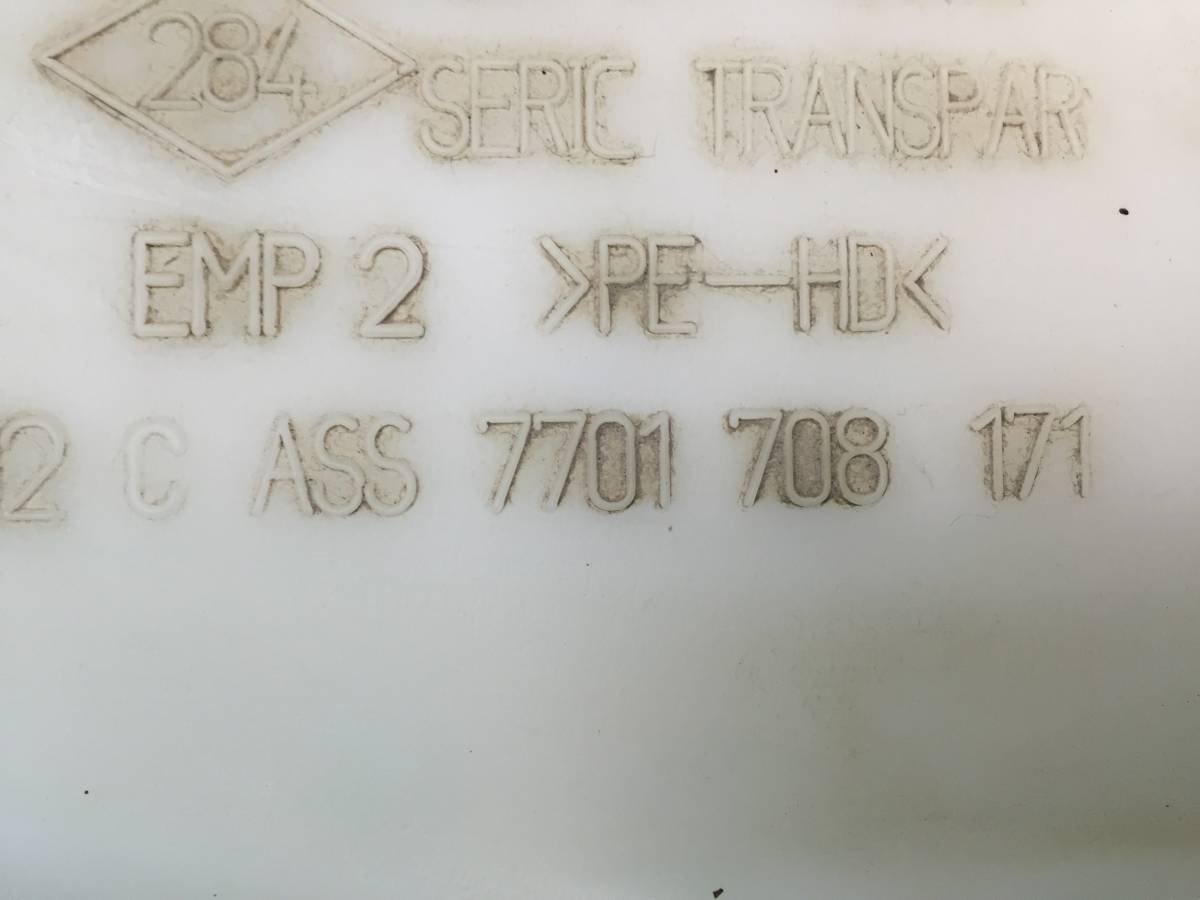 284 SERIC TRANSPAR
EMP 2 >PE-HD<
2 C ASS 7701 708 171